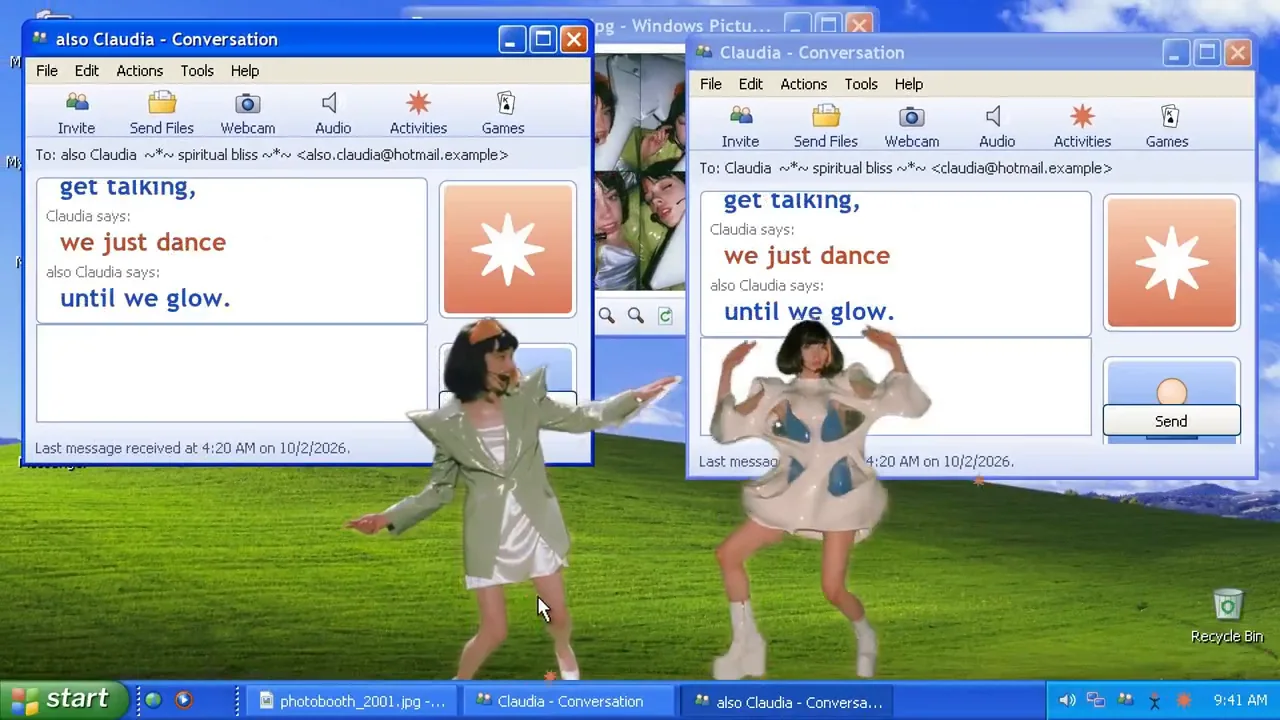 also Claudia - Conversation
File Edit Actions Tools Help
Invite Send Files Webcam Audio Activities Games
To: also Claudia ~*~ spiritual bliss ~*~ <also.claudia@hotmail.example>
get talking,
Claudia says:
we just dance
also Claudia says:
until we glow.
Last message received at 4:20 AM on 10/2/2026.
pg - Windows Pictu...
Claudia - Conversation
File Edit Actions Tools Help
Invite Send Files Webcam Audio Activities Games
To: Claudia ~*~ spiritual bliss ~*~ <claudia@hotmail.example>
get talking,
Claudia says:
we just dance
also Claudia says:
until we glow.
Send
Last messag 4:20 AM on 10/2/2026.
Recycle Bin
start
photobooth_2001.jpg -...
Claudia - Conversation
also Claudia - Conversa...
9:41 AM